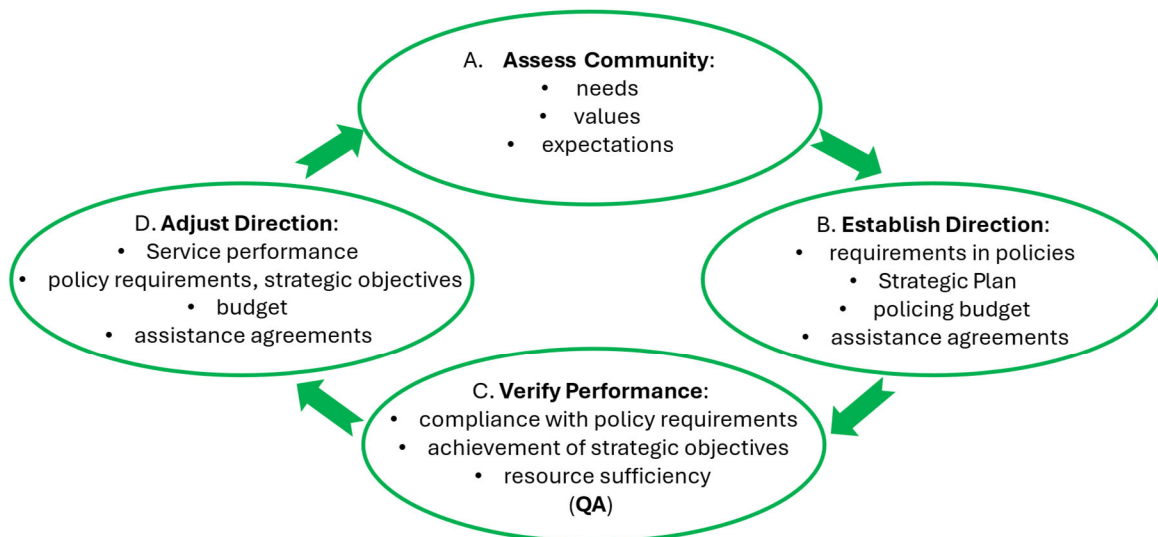 A. Assess Community:
• needs
• values
• expectations
B. Establish Direction:
• requirements in policies
• Strategic Plan
• policing budget
• assistance agreements
C. Verify Performance:
• compliance with policy requirements
• achievement of strategic objectives
• resource sufficiency
(QA)
D. Adjust Direction:
• Service performance
• policy requirements, strategic objectives
• budget
• assistance agreements